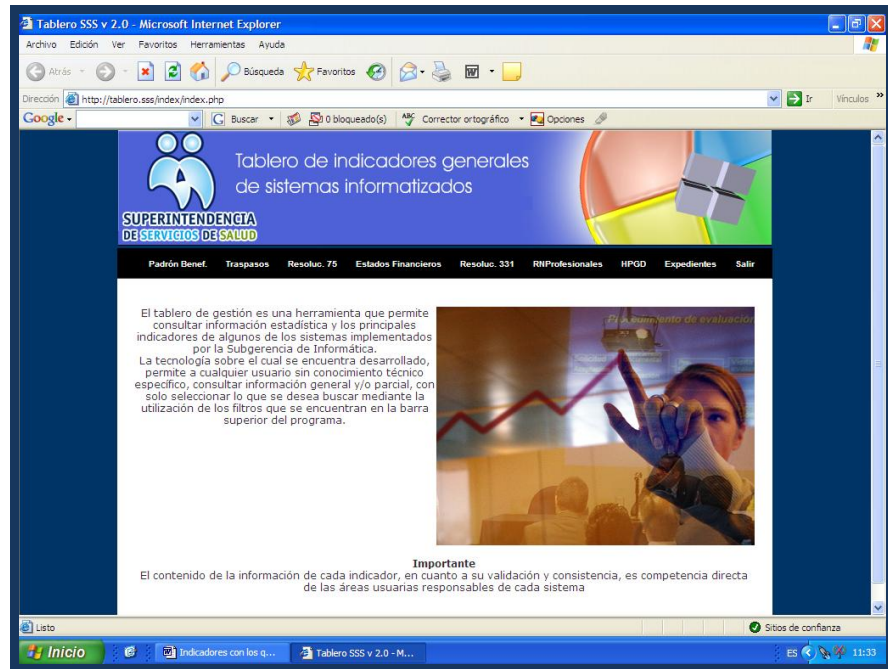 Tablero SSS v 2.0 - Microsoft Internet Explorer
Archivo Edición Ver Favoritos Herramientas Ayuda
Atrás Búsqueda Favoritos
Dirección http://tablero.sss/index/index.php Ir Vínculos
Google Buscar 0 bloqueado(s) Corrector ortográfico Opciones
Tablero de indicadores generales
de sistemas informatizados
SUPERINTENDENCIA
DE SERVICIOS DE SALUD
Padrón Benef. Traspasos Resoluc. 75 Estados Financieros Resoluc. 331 RNProfesionales HPGD Expedientes Salir
El tablero de gestión es una herramienta que permite
consultar información estadística y los principales
indicadores de algunos de los sistemas implementados
por la Subgerencia de Informática.
La tecnología sobre el cual se encuentra desarrollado,
permite a cualquier usuario sin conocimiento técnico
específico, consultar información general y/o parcial, con
solo seleccionar lo que se desea buscar mediante la
utilización de los filtros que se encuentran en la barra
superior del programa.
Procedimiento de evaluación
Importante
El contenido de la información de cada indicador, en cuanto a su validación y consistencia, es competencia directa
de las áreas usuarias responsables de cada sistema
Listo Sitios de confianza
Inicio Indicadores con los q... Tablero SSS v 2.0 - M... ES 11:33